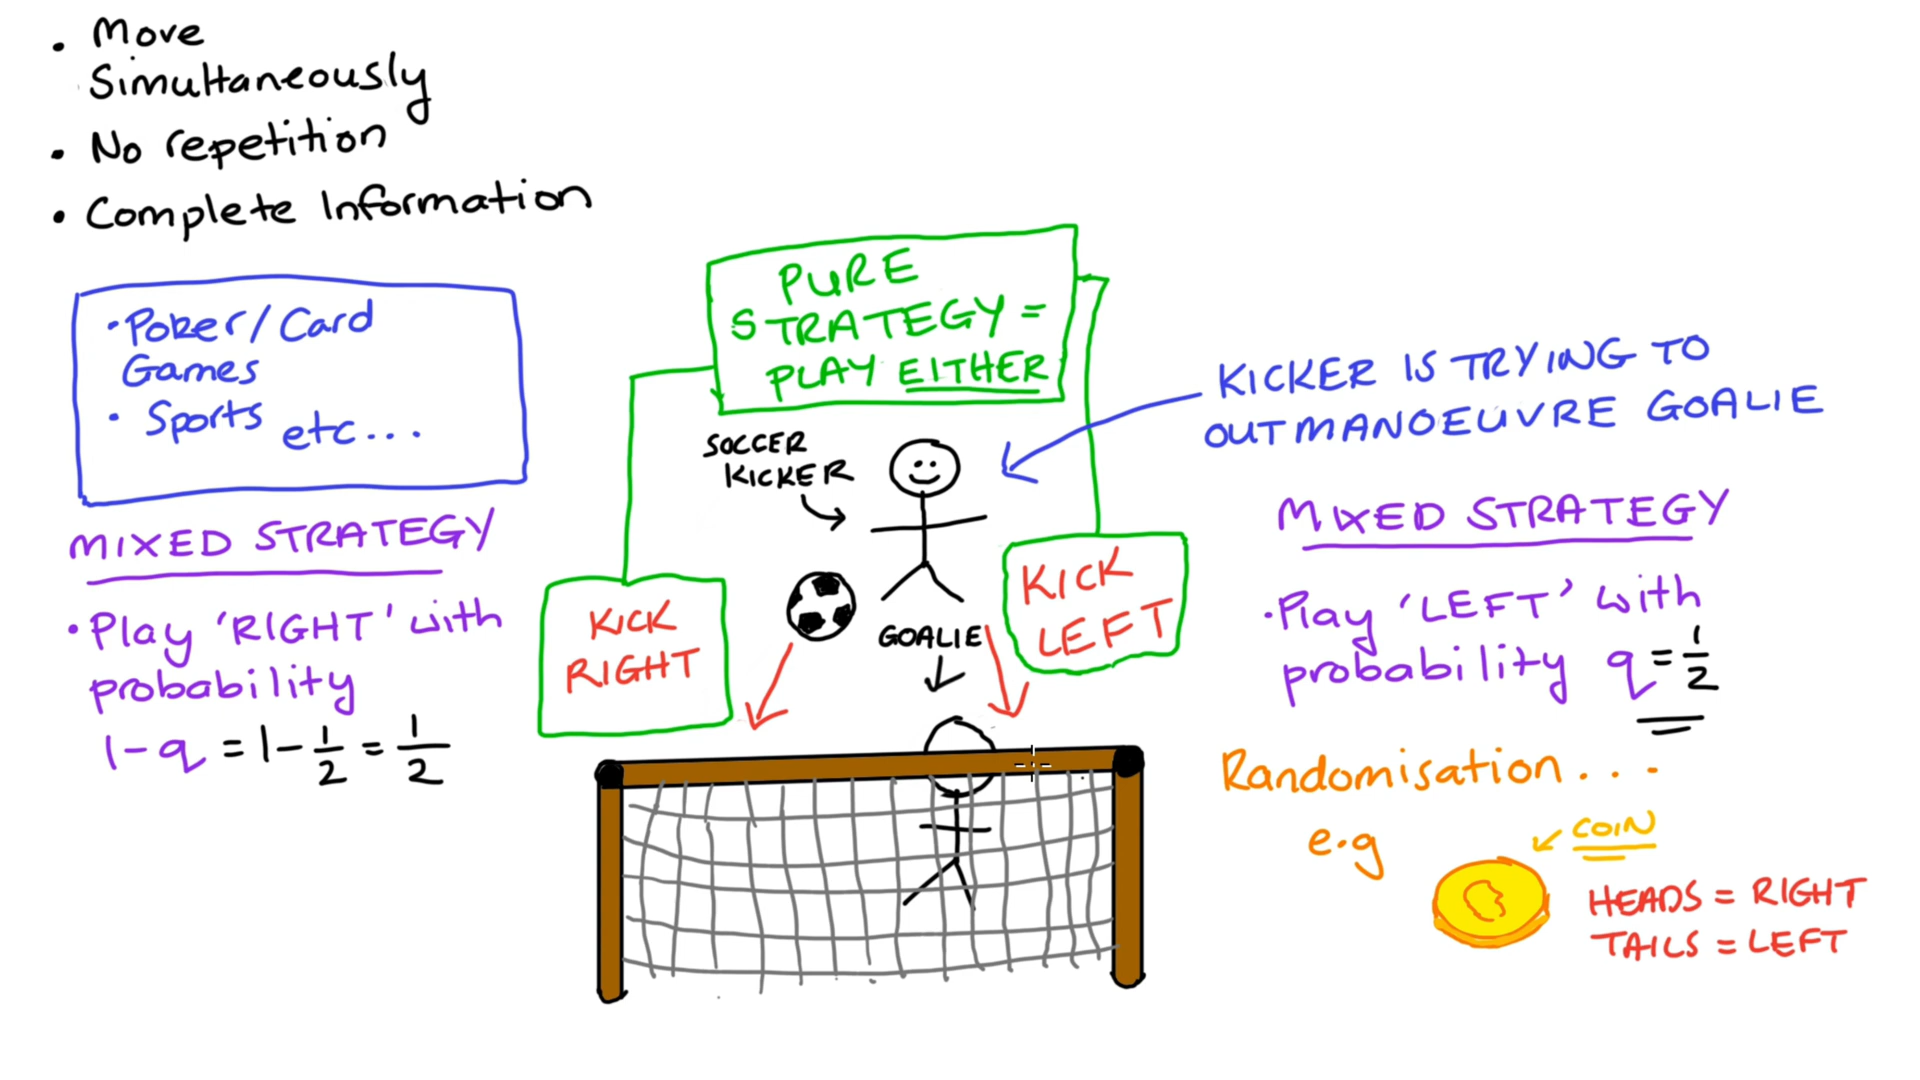 • Move
Simultaneously
• No repetition
• Complete Information
• Poker/Card
Games
• Sports etc...
MIXED STRATEGY
• Play 'RIGHT' with
probability
1-q = 1-1/2 = 1/2
PURE
STRATEGY =
PLAY EITHER
SOCCER
KICKER
KICK
RIGHT
GOALIE
KICK
LEFT
KICKER IS TRYING TO
OUTMANOEUVRE GOALIE
MIXED STRATEGY
• Play 'LEFT' with
probability q = 1/2
Randomisation...
e.g
COIN
HEADS = RIGHT
TAILS = LEFT